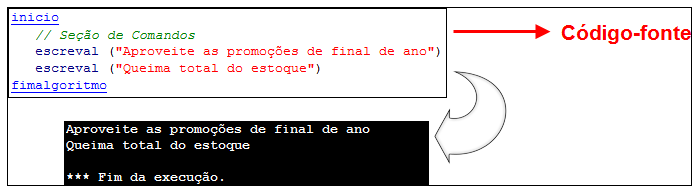 inicio
// Seção de Comandos
escreval ("Aproveite as promoções de final de ano")
escreval ("Queima total do estoque")
fimalgoritmo
Código-fonte
Aproveite as promoções de final de ano
Queima total do estoque
*** Fim da execução.